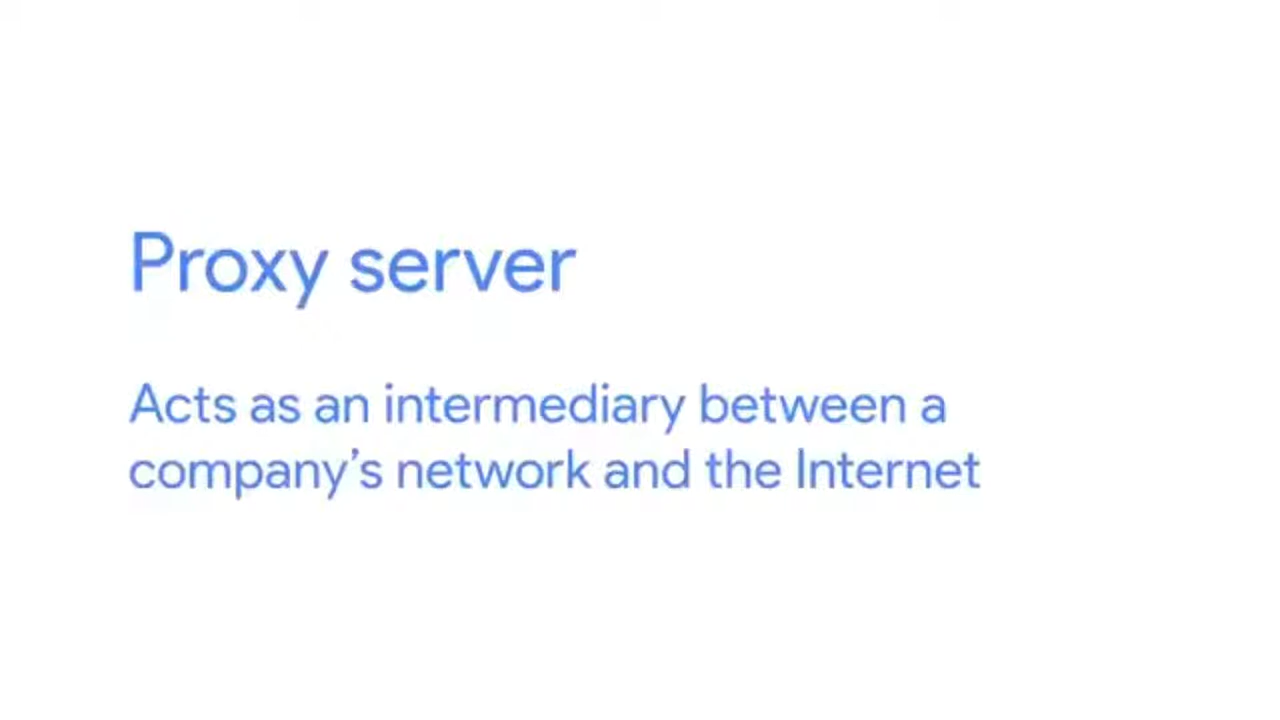 Proxy server
Acts as an intermediary between a
company’s network and the Internet